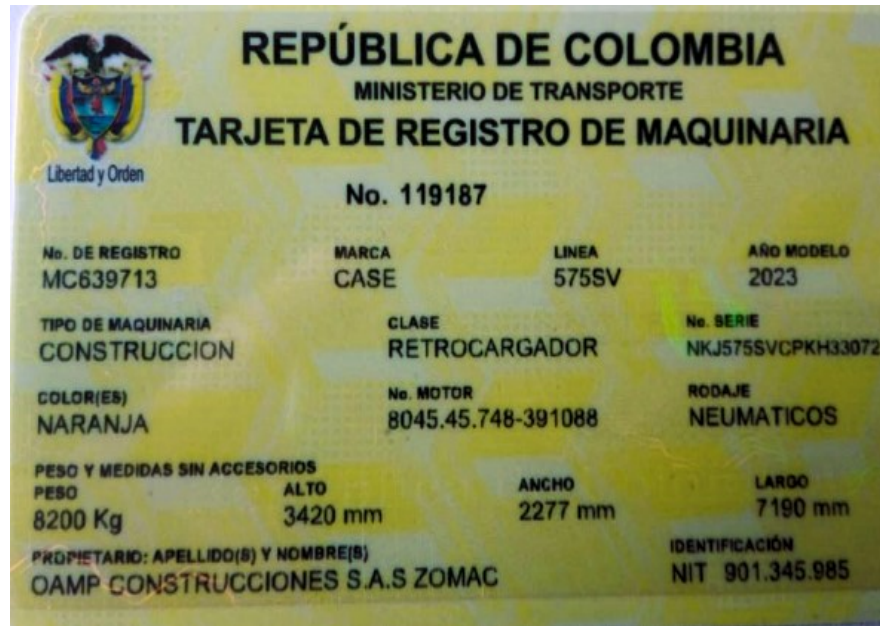 REPÚBLICA DE COLOMBIA
MINISTERIO DE TRANSPORTE
TARJETA DE REGISTRO DE MAQUINARIA
Libertad y Orden
No. 119187
No. DE REGISTRO MARCA LINEA AÑO MODELO
MC639713 CASE 575SV 2023
TIPO DE MAQUINARIA CLASE No. SERIE
CONSTRUCCION RETROCARGADOR NKJ575SVCPKH33072
COLOR(ES) No. MOTOR RODAJE
NARANJA 8045.45.748-391088 NEUMATICOS
PESO Y MEDIDAS SIN ACCESORIOS
PESO ALTO ANCHO LARGO
8200 Kg 3420 mm 2277 mm 7190 mm
PROPIETARIO: APELLIDO(S) Y NOMBRE(S) IDENTIFICACIÓN
OAMP CONSTRUCCIONES S.A.S ZOMAC NIT 901.345.985